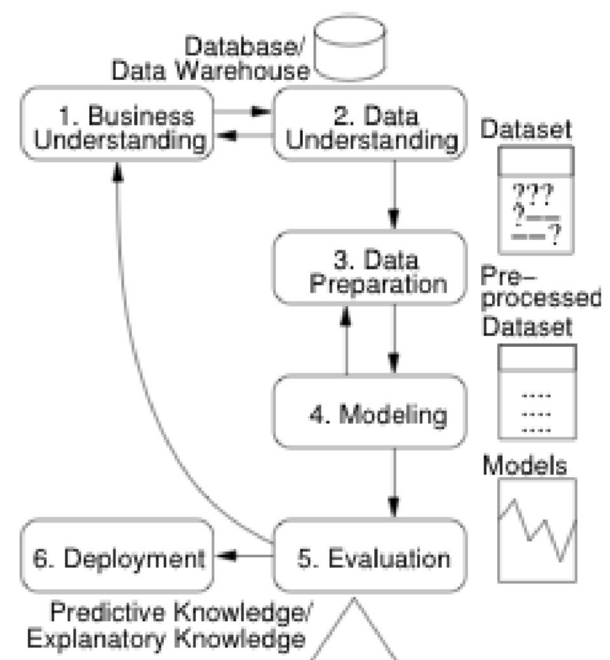 Database/
Data Warehouse
1. Business
Understanding
2. Data
Understanding
Dataset
???
?——
——?
3. Data
Preparation
Pre–
processed
Dataset
....
....
....
4. Modeling
Models
6. Deployment
5. Evaluation
Predictive Knowledge/
Explanatory Knowledge